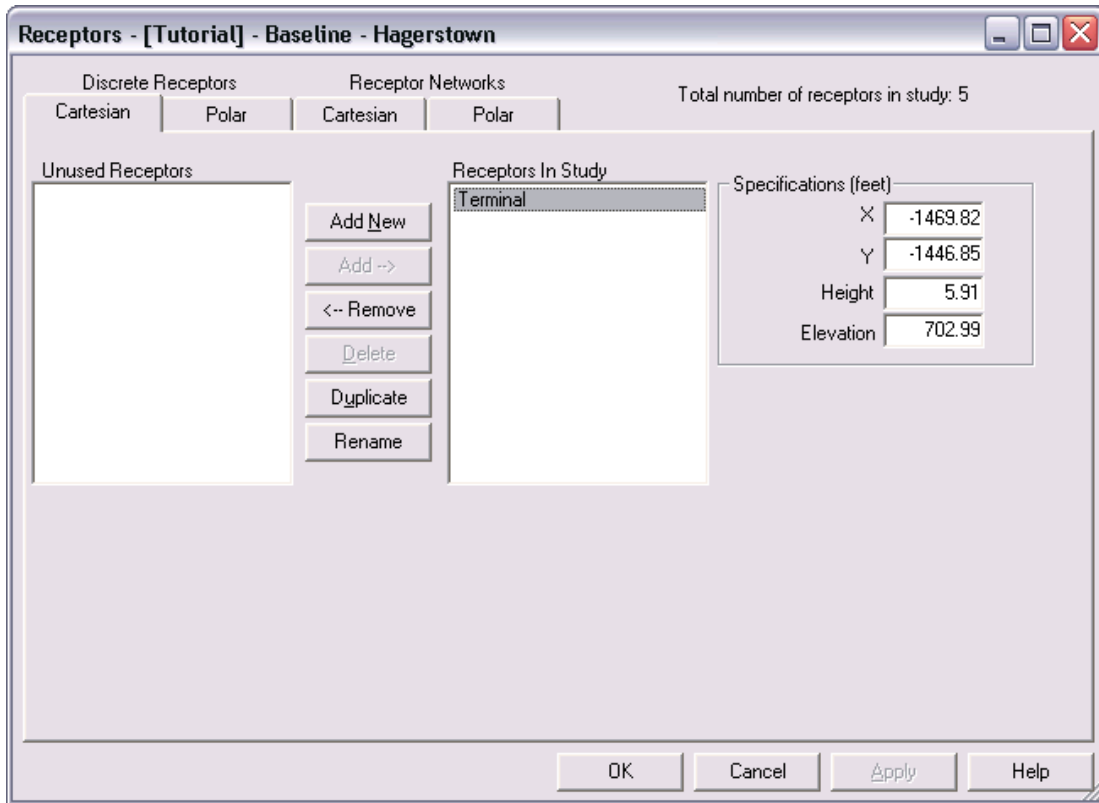 Receptors - [Tutorial] - Baseline - Hagerstown
Discrete Receptors
Receptor Networks
Total number of receptors in study: 5
Cartesian
Polar
Cartesian
Polar
Unused Receptors
Add New
Add -->
<-- Remove
Delete
Duplicate
Rename
Receptors In Study
Terminal
Specifications (feet)
X -1469.82
Y -1446.85
Height 5.91
Elevation 702.99
OK
Cancel
Apply
Help